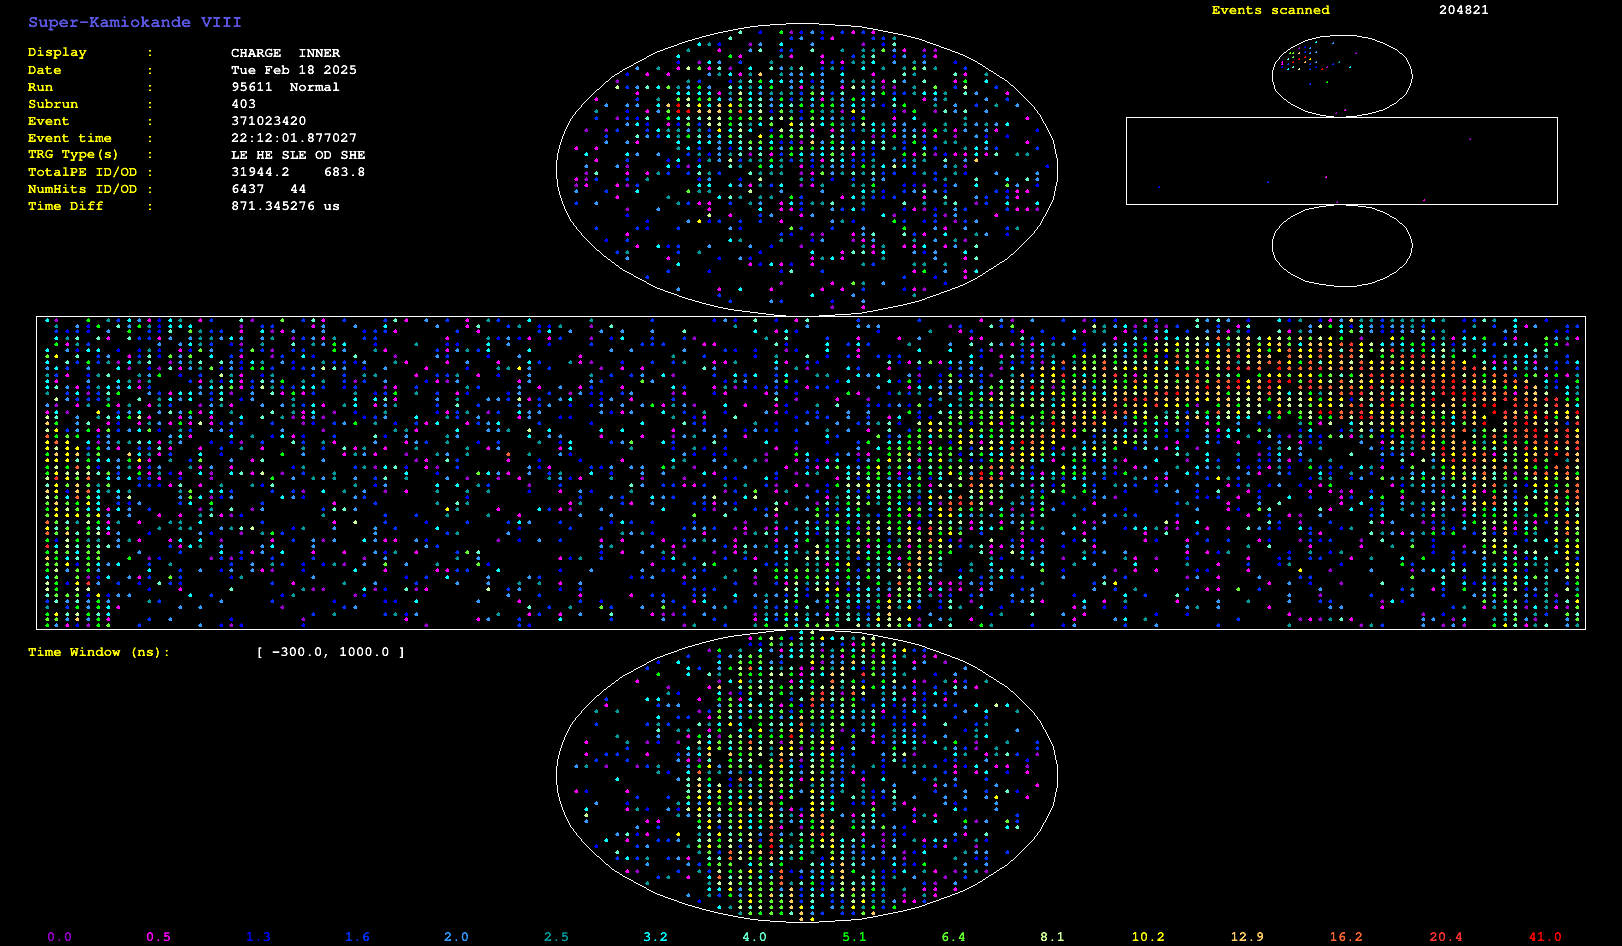 Super-Kamiokande VIII
Display : CHARGE INNER
Date : Tue Feb 18 2025
Run : 95611 Normal
Subrun : 403
Event : 371023420
Event time : 22:12:01.877027
TRG Type(s) : LE HE SLE OD SHE
TotalPE ID/OD : 31944.2 683.8
NumHits ID/OD : 6437 44
Time Diff : 871.345276 us
Events scanned 204821
Time Window (ns): [ -300.0, 1000.0 ]
0.0 0.5 1.3 1.6 2.0 2.5 3.2 4.0 5.1 6.4 8.1 10.2 12.9 16.2 20.4 41.0